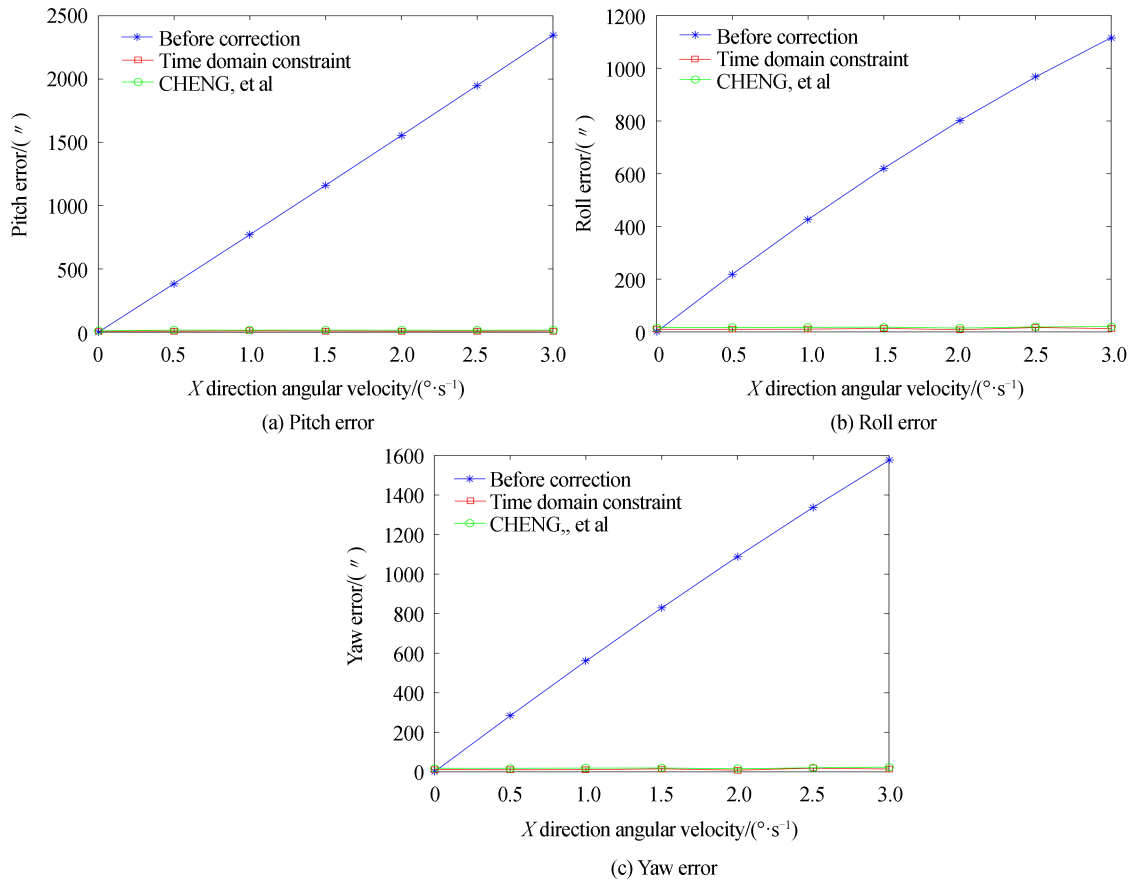 2500
2000
1500
1000
500
0
Pitch error/(″)
Before correction
Time domain constraint
CHENG, et al
0 0.5 1.0 1.5 2.0 2.5 3.0
X direction angular velocity/(°·s⁻¹)
(a) Pitch error
1200
1000
800
600
400
200
0
Roll error/(″)
Before correction
Time domain constraint
CHENG, et al
0 0.5 1.0 1.5 2.0 2.5 3.0
X direction angular velocity/(°·s⁻¹)
(b) Roll error
1600
1400
1200
1000
800
600
400
200
0
Yaw error/(″)
Before correction
Time domain constraint
CHENG,, et al
0 0.5 1.0 1.5 2.0 2.5 3.0
X direction angular velocity/(°·s⁻¹)
(c) Yaw error